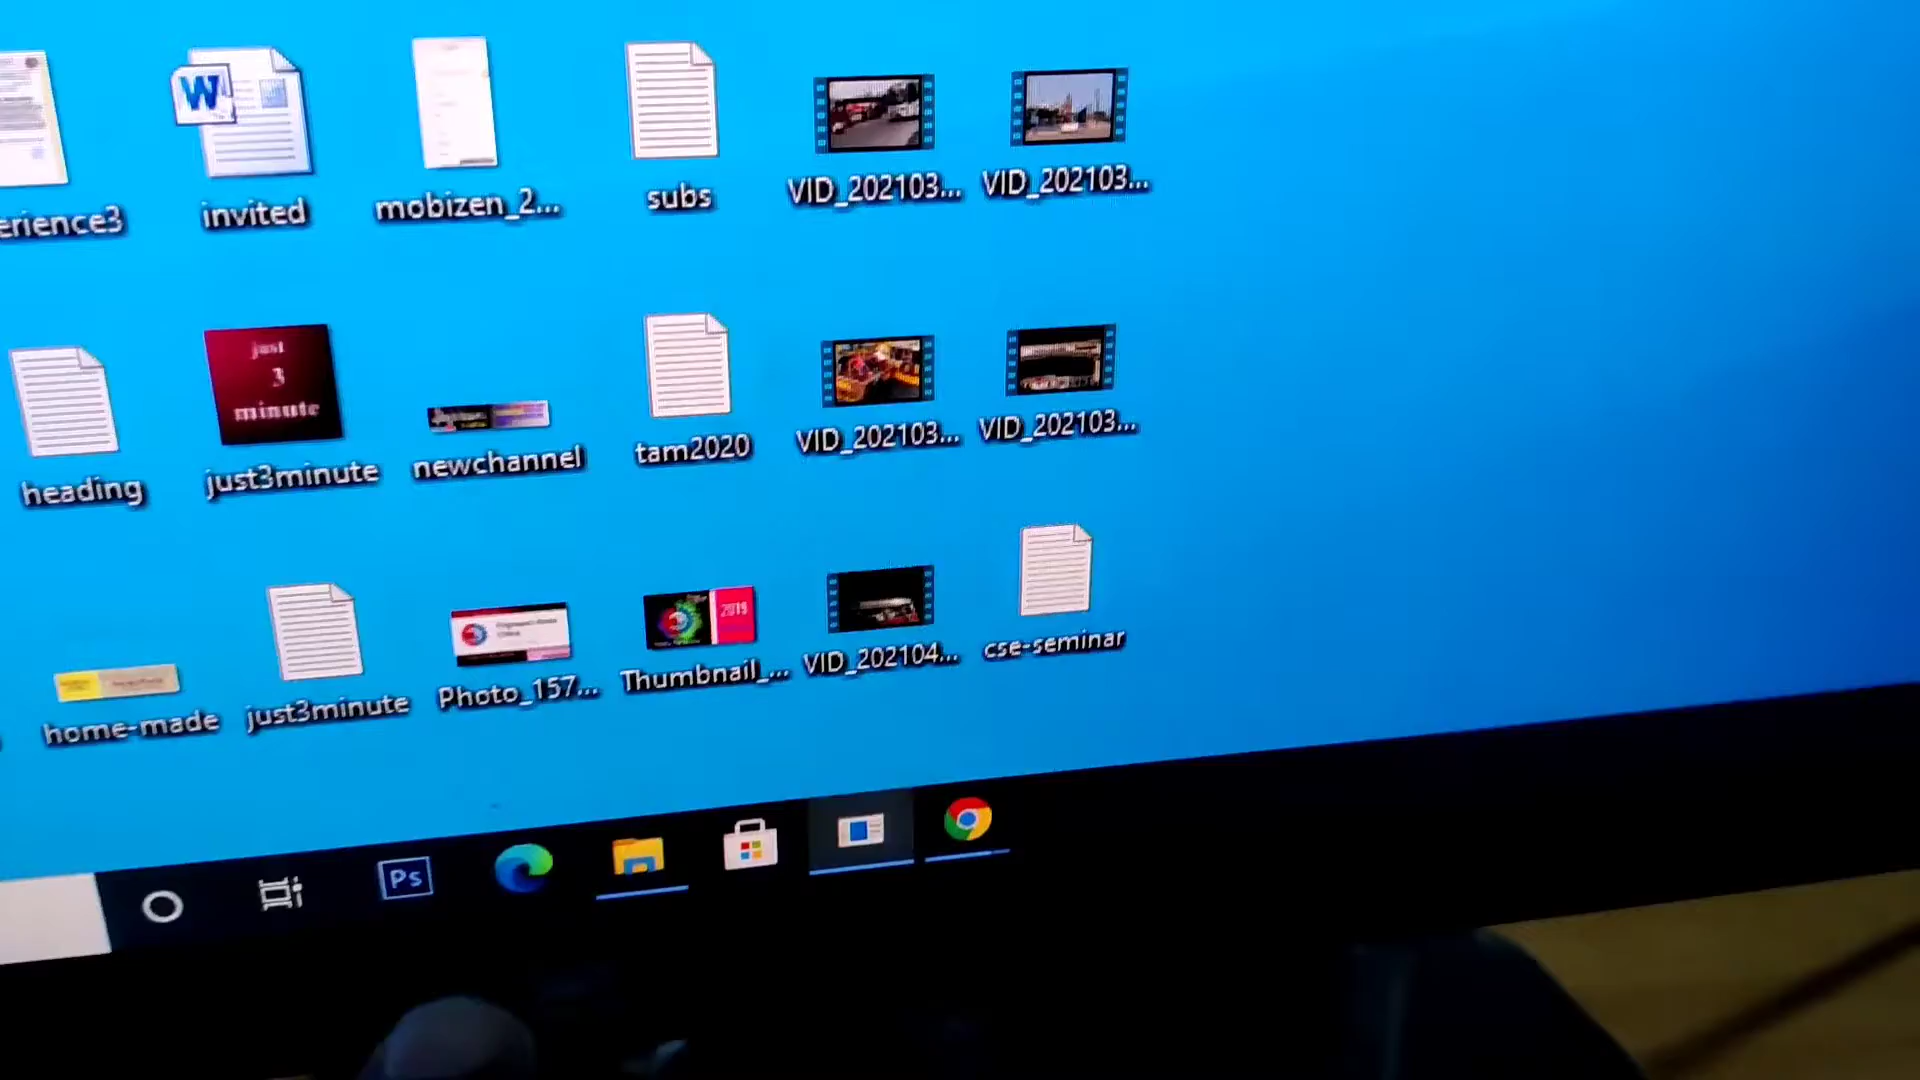 erience3
invited
mobizen_2...
subs
VID_202103...
VID_202103...
heading
just
3
minute
just3minute
newchannel
tam2020
VID_202103...
VID_202103...
home-made
just3minute
Photo_157...
2019
Thumbnail_...
VID_202104...
cse-seminar
W
Ps